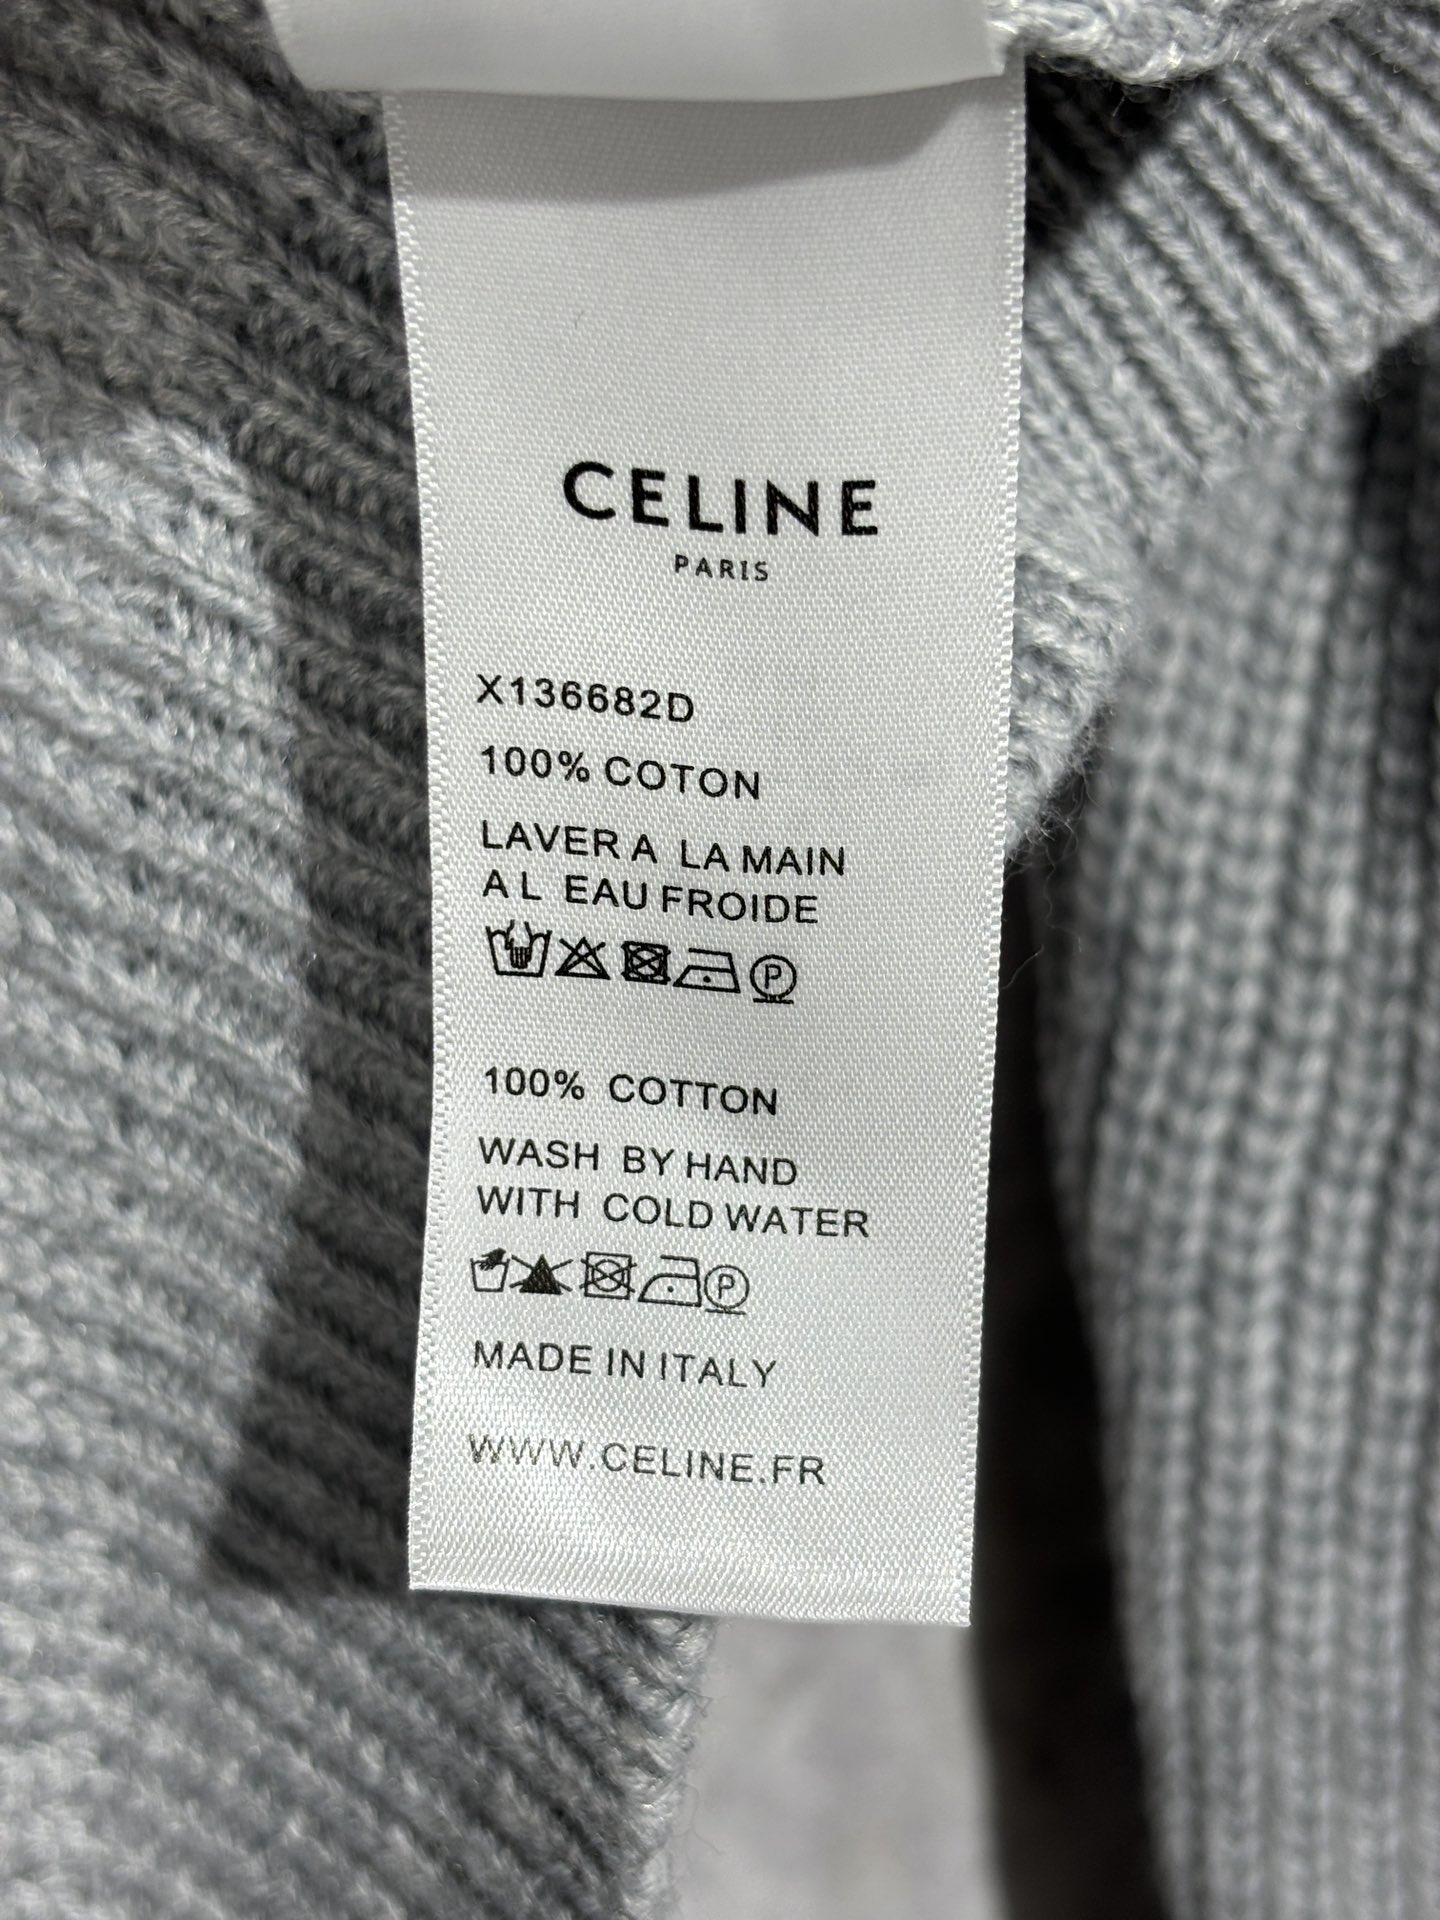 CELINE
PARIS
X136682D
100% COTON
LAVER A LA MAIN
A L EAU FROIDE
P
100% COTTON
WASH BY HAND
WITH COLD WATER
P
MADE IN ITALY
WWW.CELINE.FR